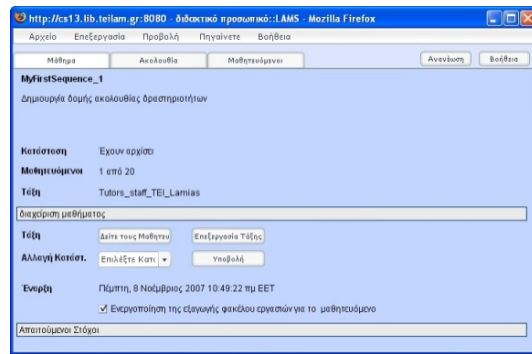 http://cs13.lib.teilam.gr:8080 - διδακτικό προσωπικό::LAMS - Mozilla Firefox
Αρχείο Επεξεργασία Προβολή Πηγαίνετε Βοήθεια
Μάθημα Ακολουθία Μαθητευόμενοι Ανανέωση Βοήθεια
MyFirstSequence_1
Δημιουργία δομής ακολουθίας δραστηριοτήτων
Κατάσταση Έχουν αρχίσει
Μαθητευόμενοι 1 από 20
Τάξη Tutors_staff_TEI_Lamias
διαχείριση μαθήματος
Τάξη Δείτε τους Μαθητευ Επεξεργασία Τάξης
Αλλαγή Κατάστ. Επιλέξτε Κατι Υποβολή
Έναρξη Πέμπτη, 8 Νοέμβριος 2007 10:49:22 πμ EET
Ενεργοποίηση της εξαγωγής φακέλου εργασιών για το μαθητευόμενο
Απαιτούμενοι Στόχοι